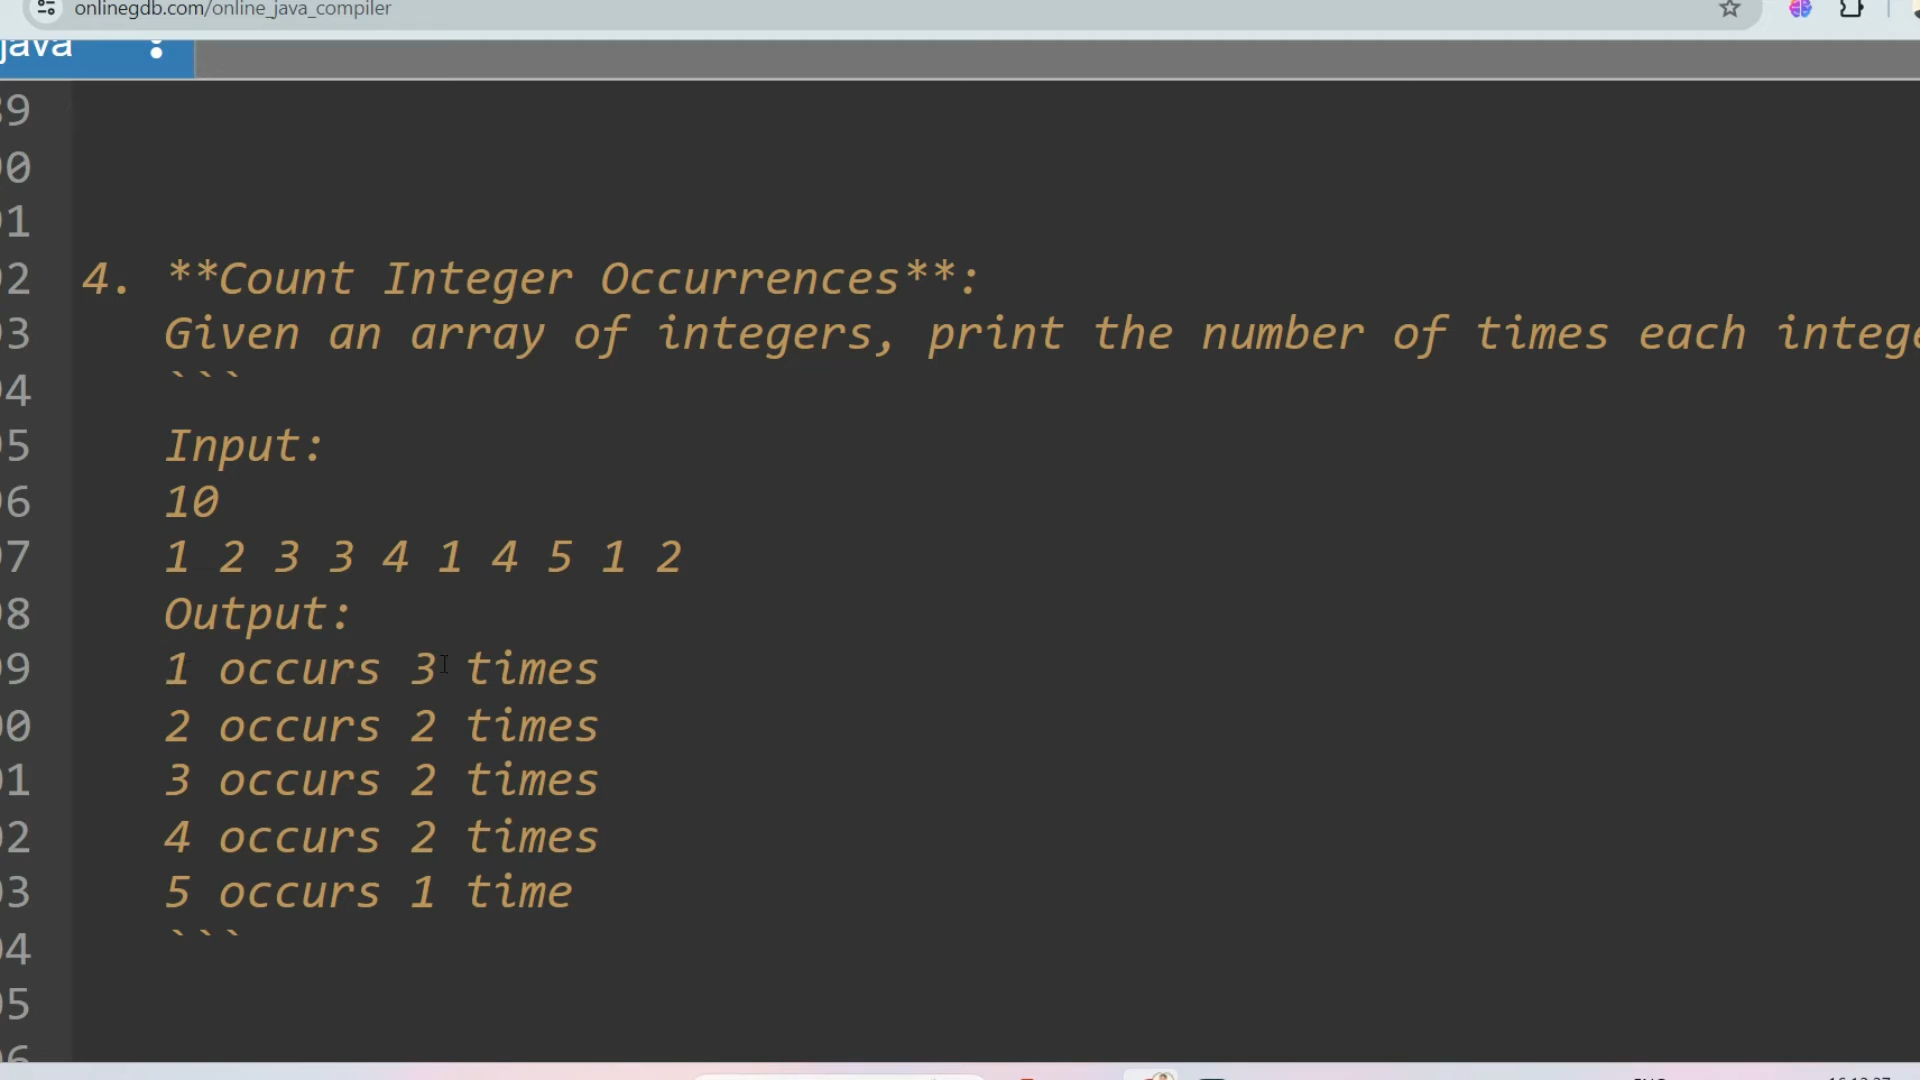 onlinegdb.com/online_java_compiler
java
4. **Count Integer Occurrences**:
Given an array of integers, print the number of times each intege
```
Input:
10
1 2 3 3 4 1 4 5 1 2
Output:
1 occurs 3 times
2 occurs 2 times
3 occurs 2 times
4 occurs 2 times
5 occurs 1 time
```